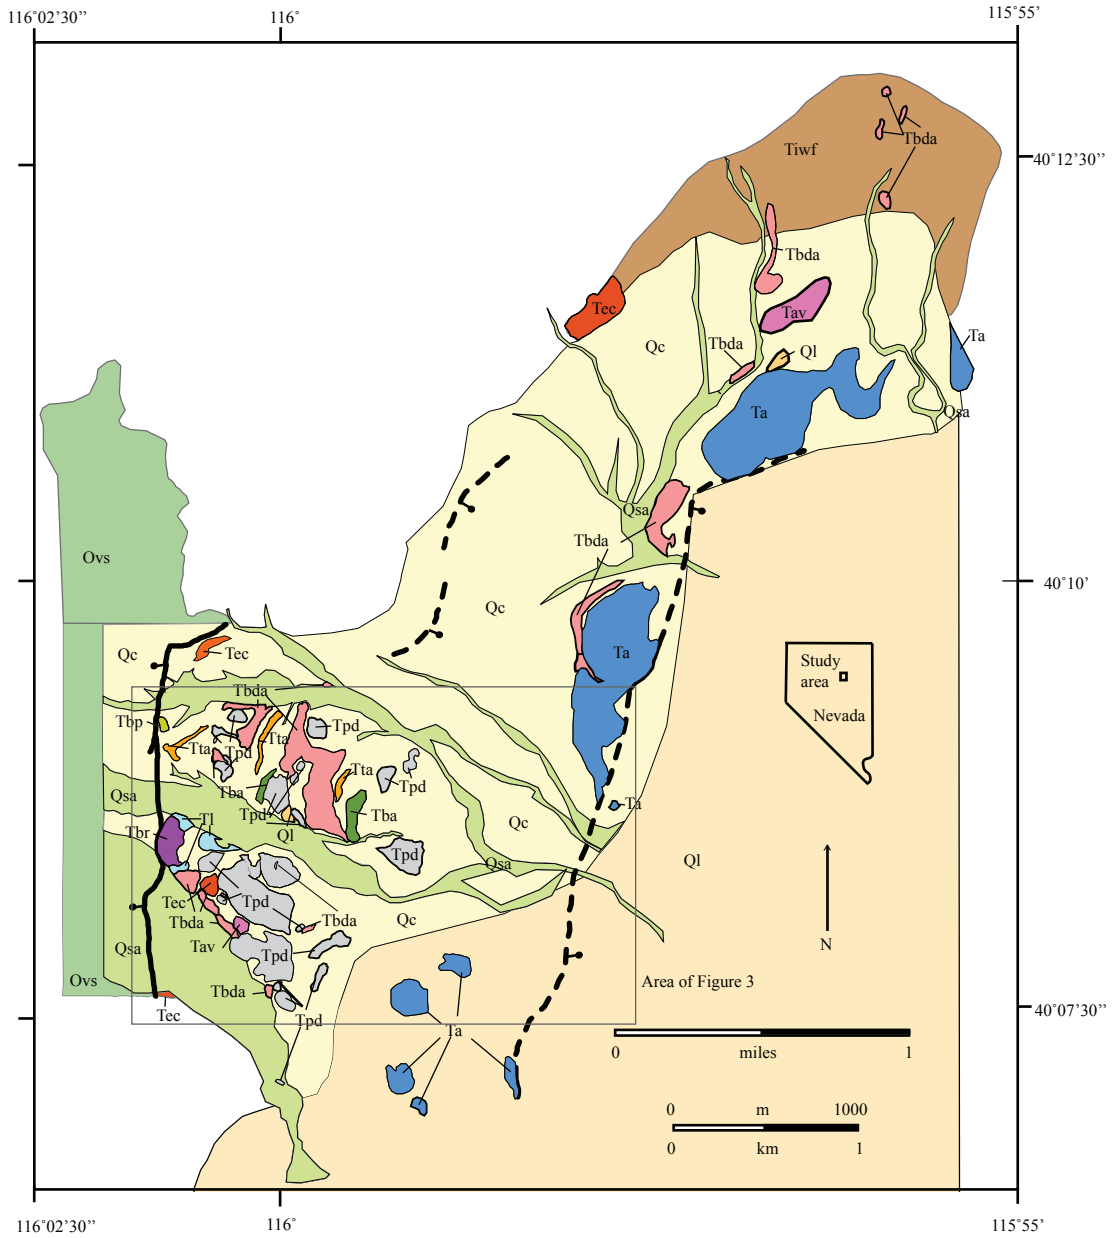 116˚02’30’’
116˚
115˚55’
Tbda
Tiwf
40˚12’30’’
Tbda
Tec
Tav
Ta
Qc
Tbda
Ql
Ta
Qsa
Qsa
Tbda
Ovs
40˚10’
Qc
Study
area
Nevada
Qc
Tec
Ta
Tbda
Tbp
Tpd
Tta
Tta
Tpd
Tta
Tpd
Qsa
Tba
Ta
Tpd
Tba
Tl
Qc
Tbr
Ql
Tpd
Qsa
Ql
Tec
Tpd
Tbda
Tbda
Qc
Tav
N
Qsa
Tpd
Ovs
Tbda
Area of Figure 3
Tec
Tpd
Ta
40˚07’30’’
0 miles 1
0 m 1000
0 km 1
116˚02’30’’
116˚
115˚55’